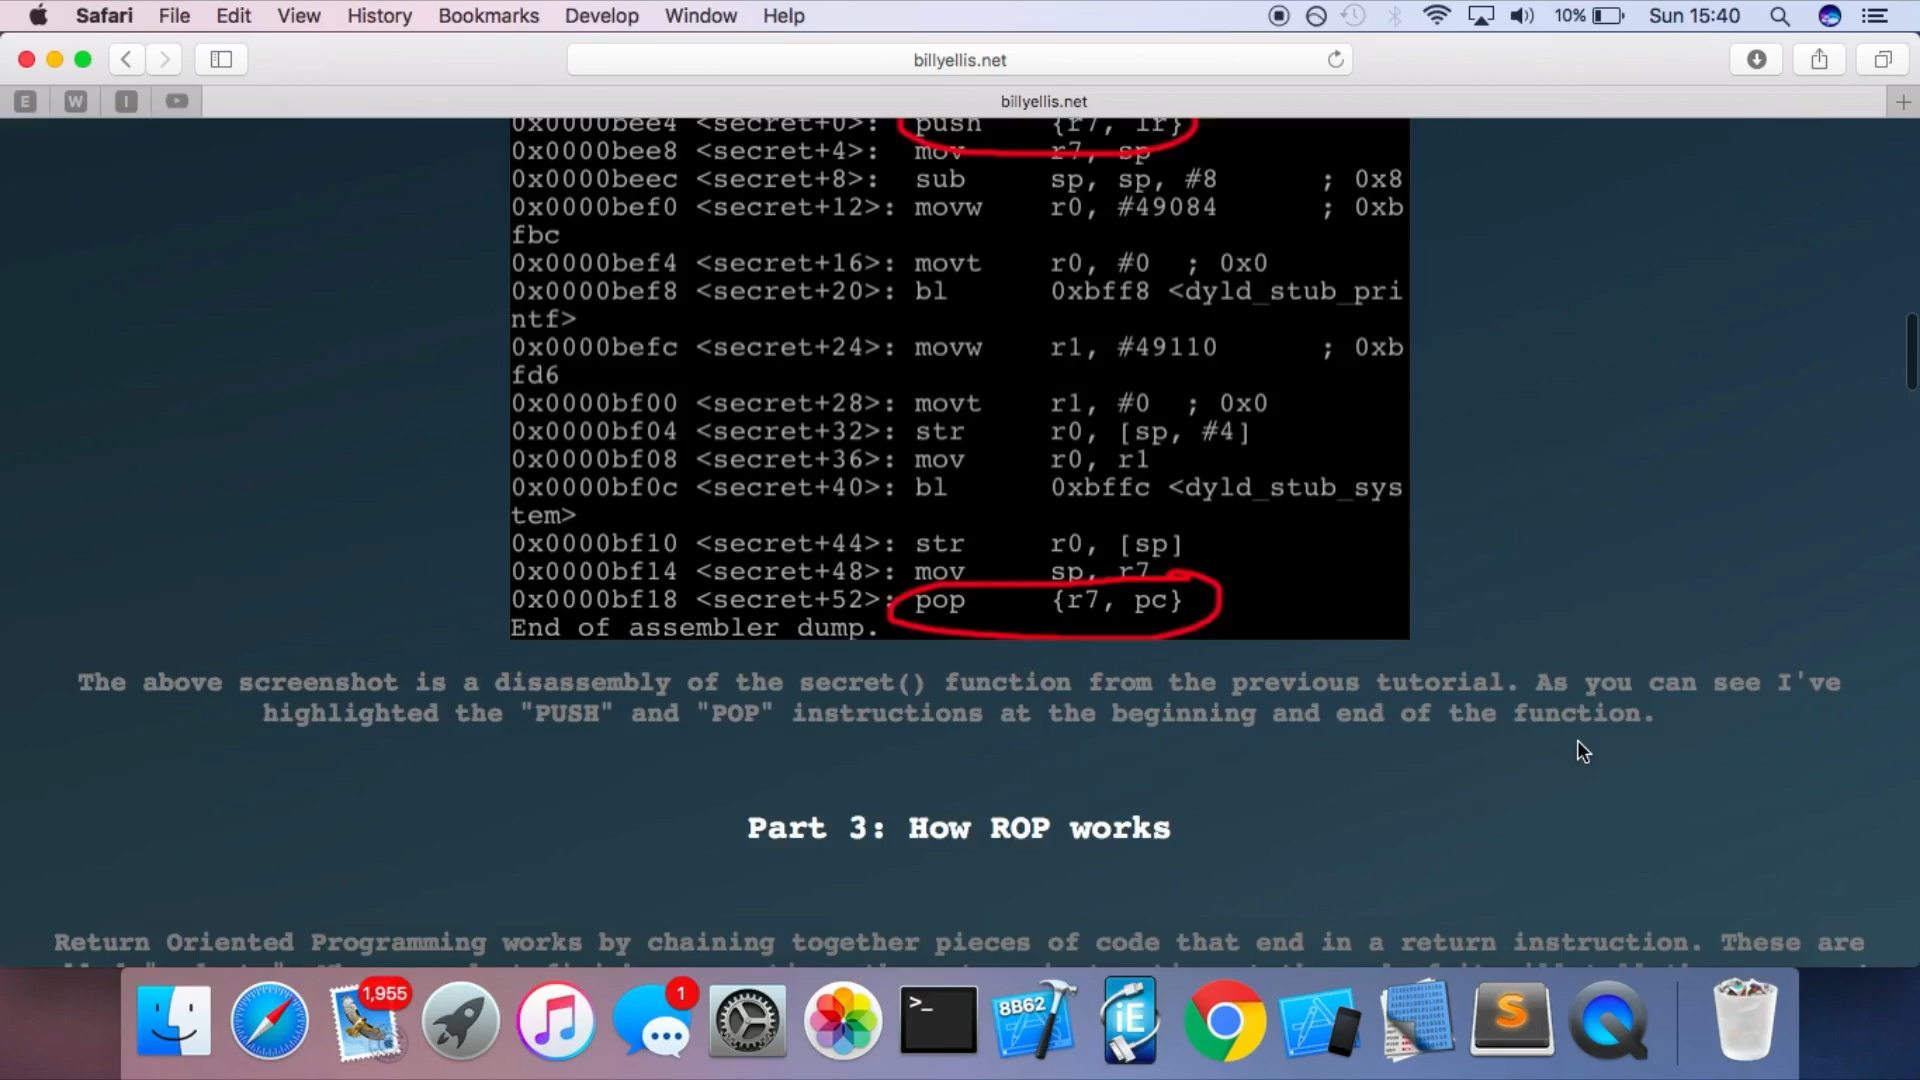 Safari File Edit View History Bookmarks Develop Window Help 10% Sun 15:40
billyellis.net
E W I billyellis.net
0x0000bee4 <secret+0>: push {r7, lr}
0x0000bee8 <secret+4>: mov r7, sp
0x0000beec <secret+8>: sub sp, sp, #8 ; 0x8
0x0000bef0 <secret+12>: movw r0, #49084 ; 0xb
fbc
0x0000bef4 <secret+16>: movt r0, #0 ; 0x0
0x0000bef8 <secret+20>: bl 0xbff8 <dyld_stub_pri
ntf>
0x0000befc <secret+24>: movw r1, #49110 ; 0xb
fd6
0x0000bf00 <secret+28>: movt r1, #0 ; 0x0
0x0000bf04 <secret+32>: str r0, [sp, #4]
0x0000bf08 <secret+36>: mov r0, r1
0x0000bf0c <secret+40>: bl 0xbffc <dyld_stub_sys
tem>
0x0000bf10 <secret+44>: str r0, [sp]
0x0000bf14 <secret+48>: mov sp, r7
0x0000bf18 <secret+52>: pop {r7, pc}
End of assembler dump.
The above screenshot is a disassembly of the secret() function from the previous tutorial. As you can see I've
highlighted the "PUSH" and "POP" instructions at the beginning and end of the function.
Part 3: How ROP works
Return Oriented Programming works by chaining together pieces of code that end in a return instruction. These are
1,955 1 >_ 8B62 iE S